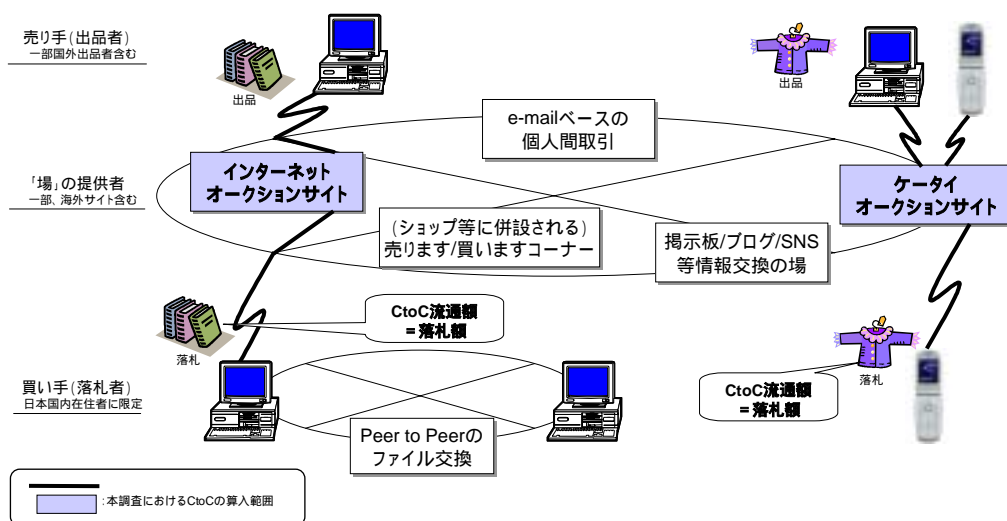 売り手(出品者)
一部国外出品者含む
出品
出品
e-mailベースの
個人間取引
「場」の提供者
一部、海外サイト含む
インターネット
オークションサイト
ケータイ
オークションサイト
(ショップ等に併設される)
売ります/買いますコーナー
掲示板/ブログ/SNS
等情報交換の場
CtoC流通額
= 落札額
落札
落札
買い手(落札者)
日本国内在住者に限定
CtoC流通額
= 落札額
Peer to Peerの
ファイル交換
:本調査におけるCtoCの算入範囲